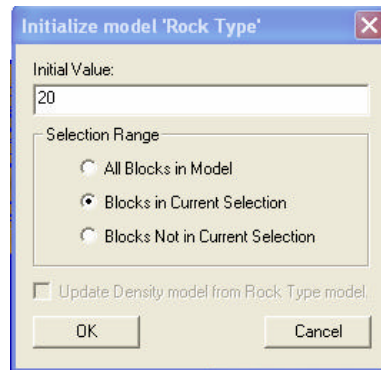 Initialize model 'Rock Type'
Initial Value:
20
Selection Range
All Blocks in Model
Blocks in Current Selection
Blocks Not in Current Selection
Update Density model from Rock Type model.
OK Cancel